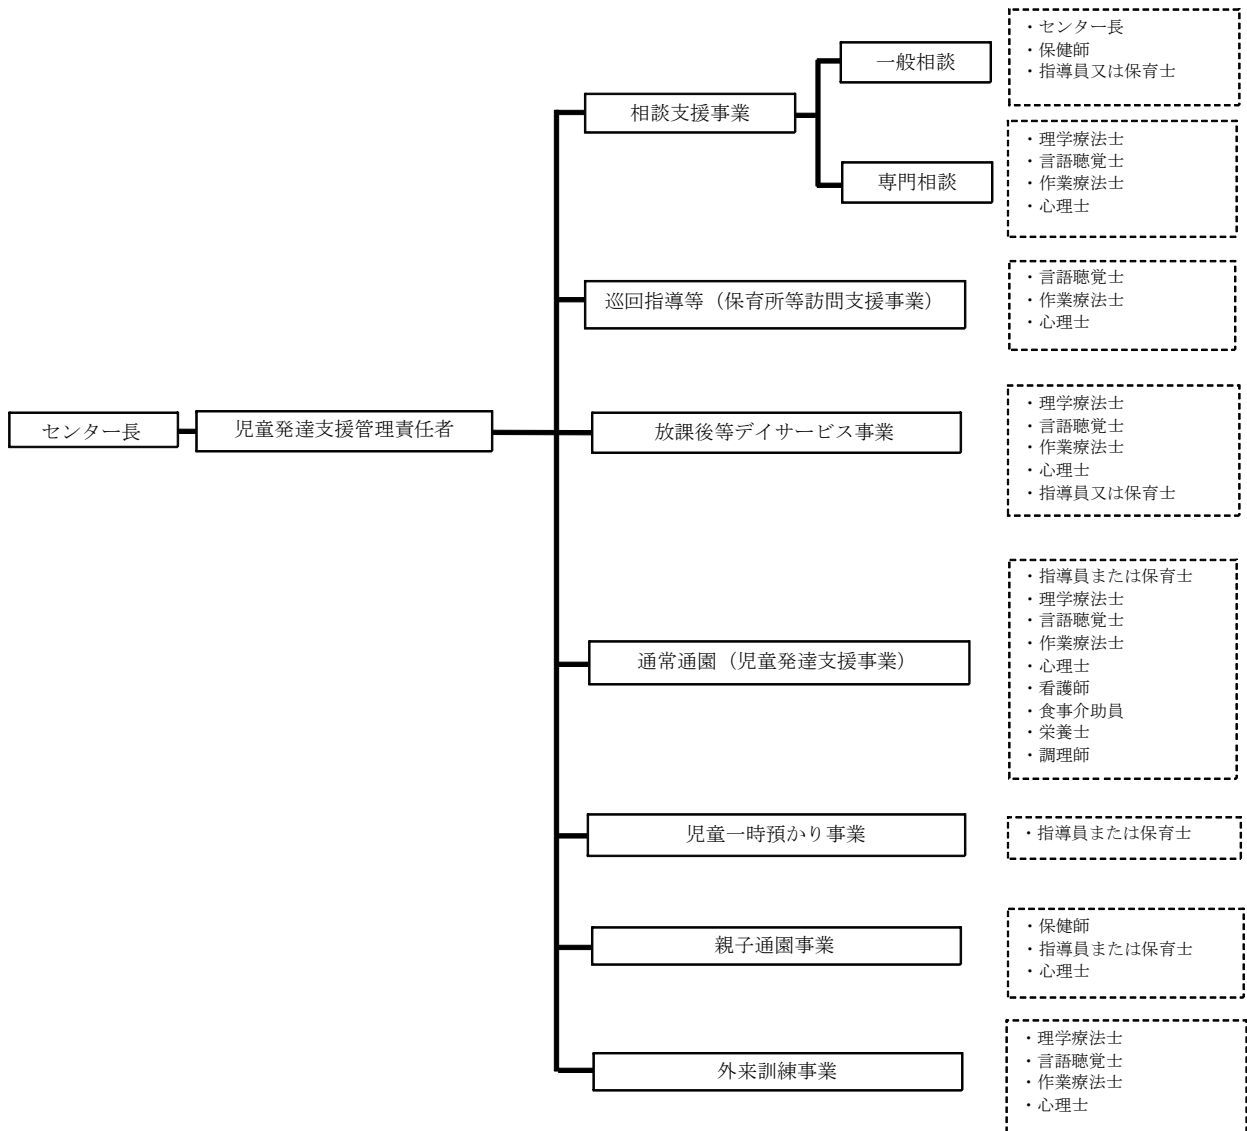 ・センター長
・保健師
・指導員又は保育士
一般相談
相談支援事業
・理学療法士
・言語聴覚士
・作業療法士
・心理士
専門相談
・言語聴覚士
・作業療法士
・心理士
巡回指導等（保育所等訪問支援事業）
・理学療法士
・言語聴覚士
・作業療法士
・心理士
・指導員又は保育士
センター長
児童発達支援管理責任者
放課後等デイサービス事業
・指導員または保育士
・理学療法士
・言語聴覚士
・作業療法士
・心理士
・看護師
・食事介助員
・栄養士
・調理師
通常通園（児童発達支援事業）
児童一時預かり事業
・指導員または保育士
・保健師
・指導員または保育士
・心理士
親子通園事業
・理学療法士
・言語聴覚士
・作業療法士
・心理士
外来訓練事業